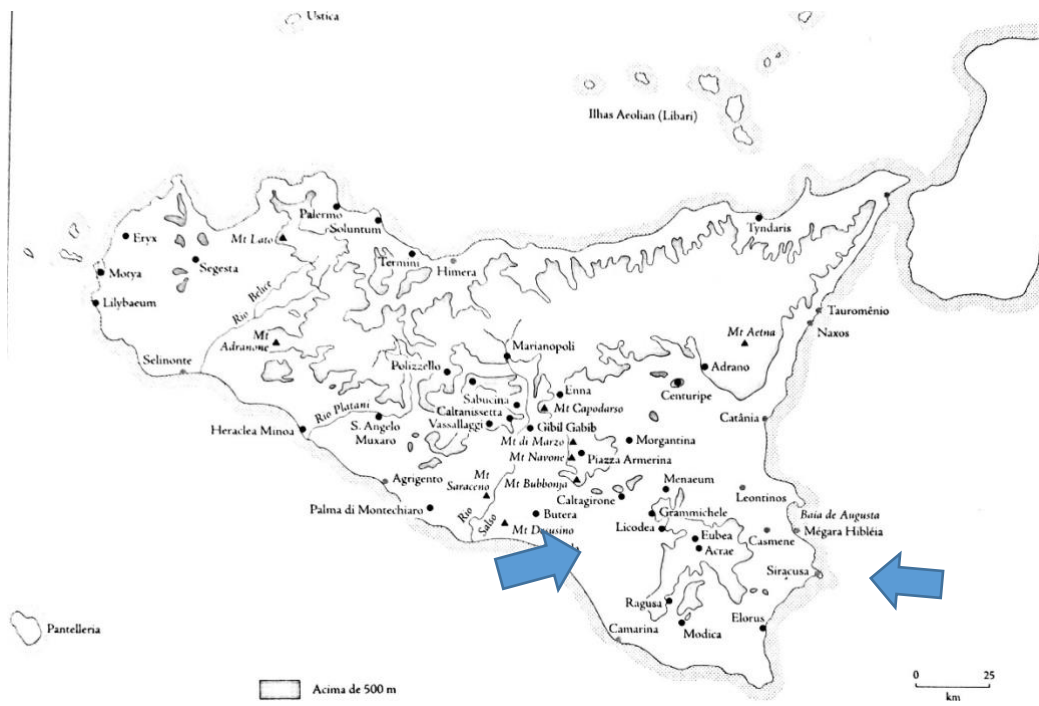 Ustica
Ilhas Aeolian (Libari)
Palermo
Soluntum
Tyndaris
Eryx
Mt Lato
Segesta
Termini
Himera
Motya
Lilybaeum
Rio Belice
Tauromênio
Naxos
Mt
Adranone
Mt Aetna
Marianopoli
Selinonte
Polizzello
Adrano
Enna
Centuripe
Sabucina
Mt Capodarso
Rio Platani
Caltanissetta
Catânia
S. Angelo
Muxaro
Vassallaggi
Gibil Gabib
Heraclea Minoa
Mt di Marzo
Morgantina
Mt Navone
Piazza Armerina
Agrigento
Mt
Saraceno
Mt Bubbonja
Menaeum
Leontinos
Caltagirone
Palma di Montechiaro
Rio
Salso
Butera
Grammichele
Baia de Augusta
Mt Desusino
Licodea
Casmene
Mégara Hibléia
Eubea
Acrae
Siracusa
Ragusa
Elorus
Pantelleria
Camarina
Modica
Acima de 500 m
0 25
km